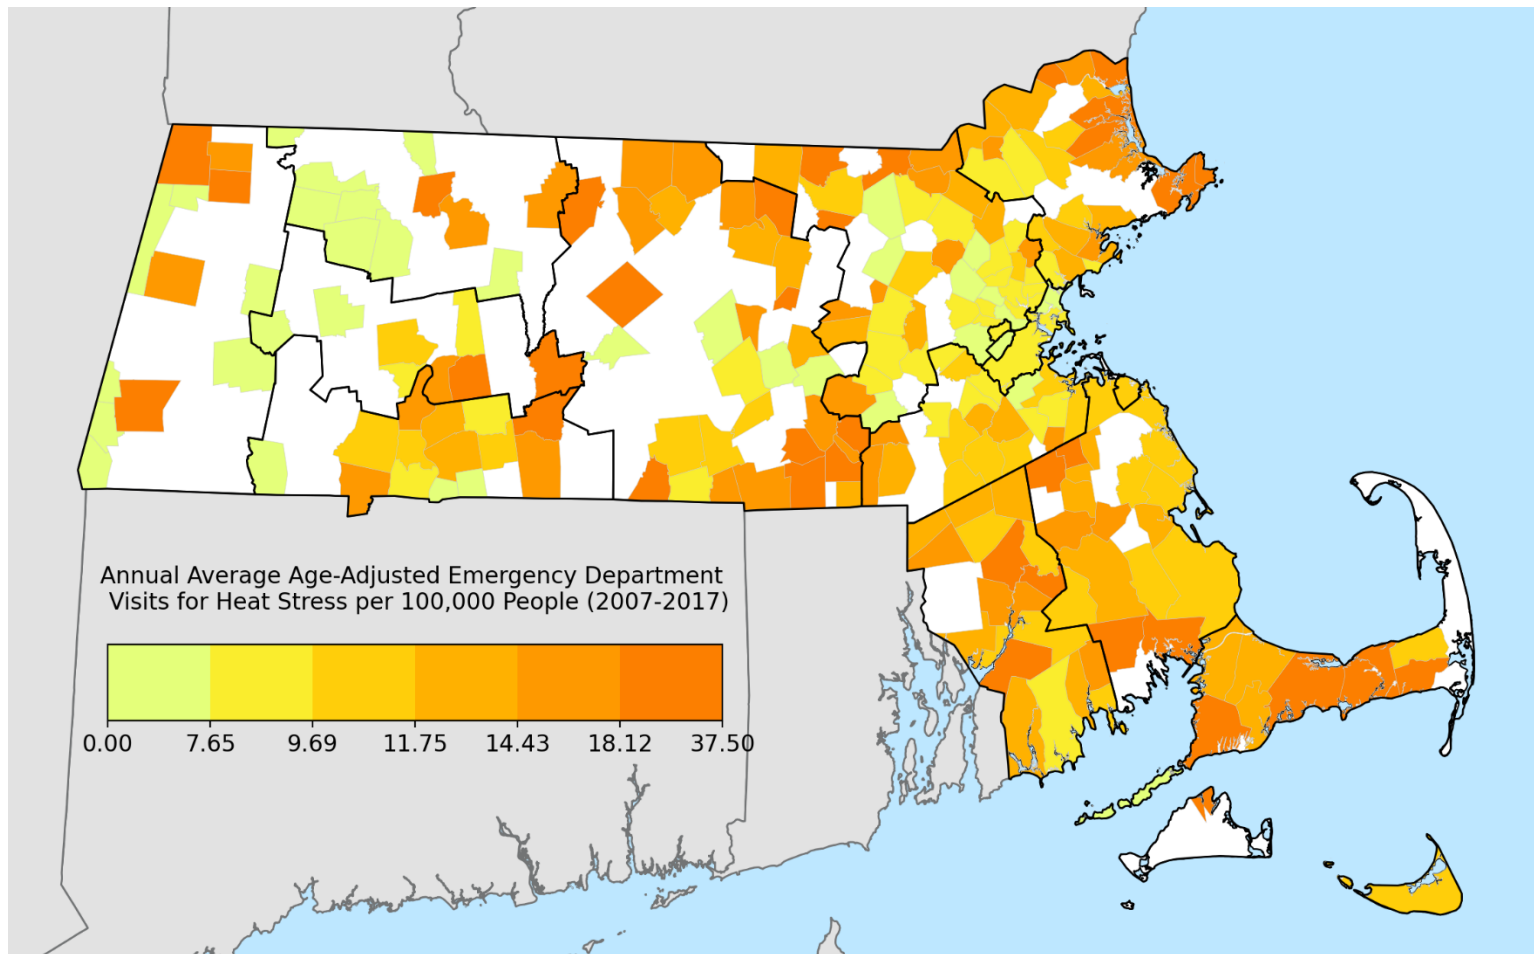 Annual Average Age-Adjusted Emergency Department
Visits for Heat Stress per 100,000 People (2007-2017)
0.00 7.65 9.69 11.75 14.43 18.12 37.50